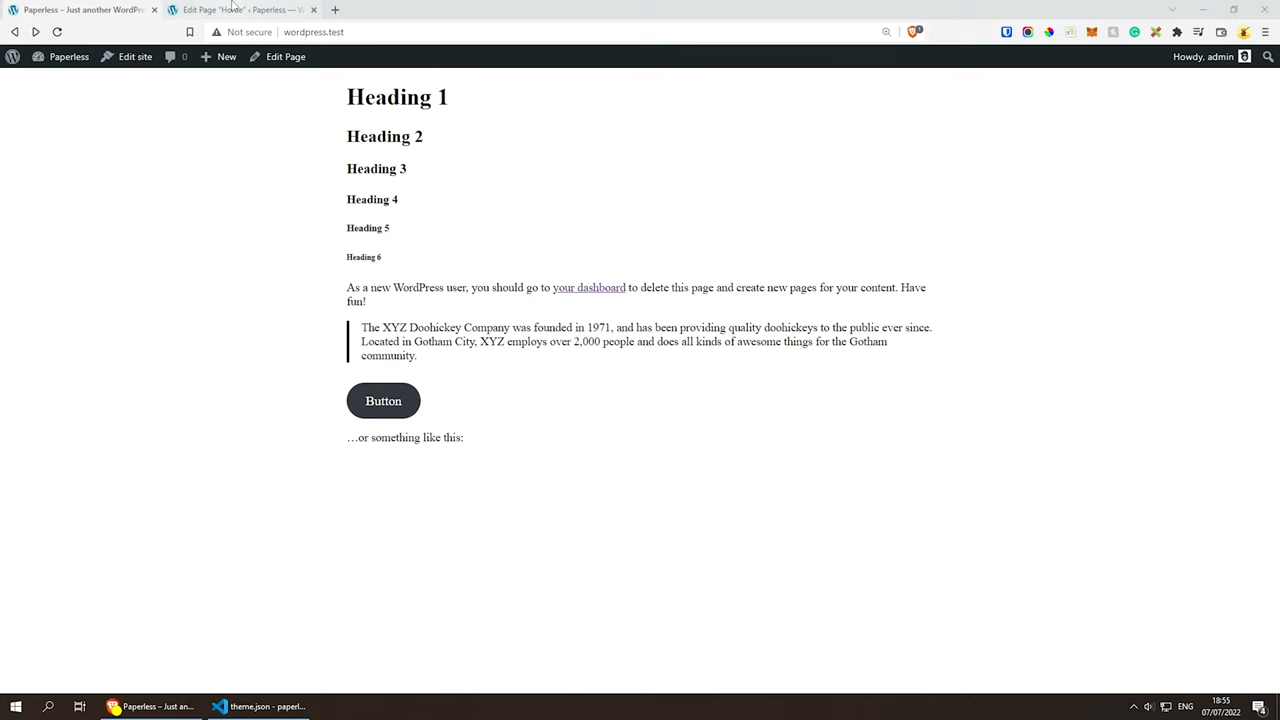 Paperless – Just another WordPre
Edit Page "Home" ‹ Paperless — W
Not secure
wordpress.test
Paperless
Edit site
0
New
Edit Page
Howdy, admin
Heading 1
Heading 2
Heading 3
Heading 4
Heading 5
Heading 6
As a new WordPress user, you should go to your dashboard to delete this page and create new pages for your content. Have
fun!
The XYZ Doohickey Company was founded in 1971, and has been providing quality doohickeys to the public ever since.
Located in Gotham City, XYZ employs over 2,000 people and does all kinds of awesome things for the Gotham
community.
Button
…or something like this:
Paperless – Just an...
theme.json - paperl...
ENG
18:55
07/07/2022
4